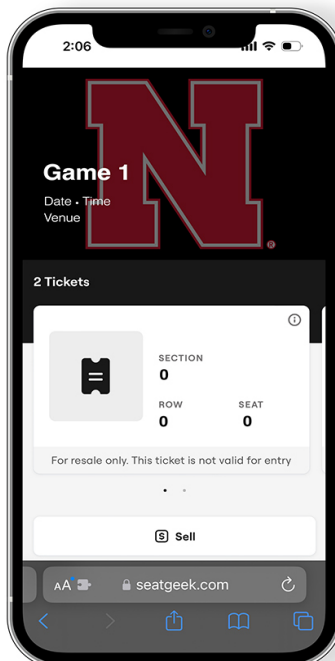 2:06
N
®
Game 1
Date • Time
Venue
2 Tickets
SECTION
0
ROW SEAT
0 0
For resale only. This ticket is not valid for entry
Sell
AA seatgeek.com